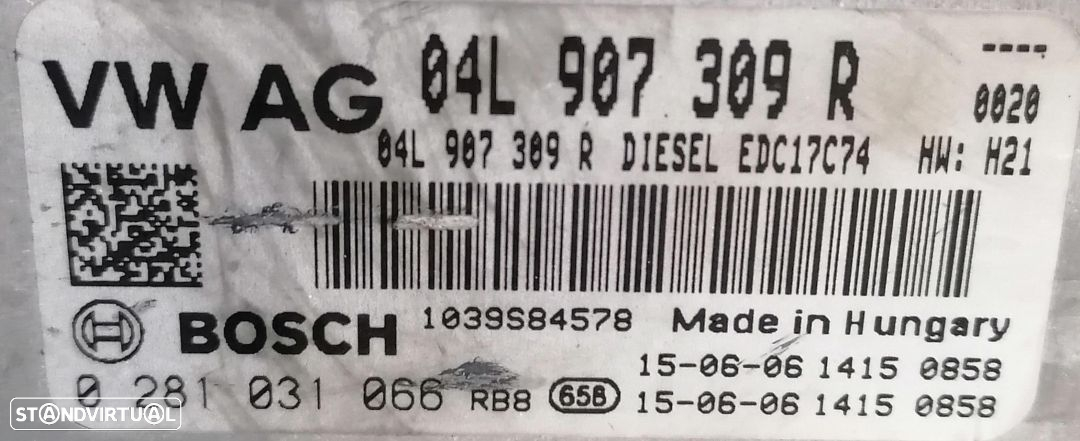 VW AG 04L 907 309 R ----
0020
04L 907 309 R DIESEL EDC17C74 HW: H21
BOSCH 1039S84578 Made in Hungary
15-06-06 1415 0858
0 281 031 066 RB8 658 15-06-06 1415 0858
STANDVIRTUAL